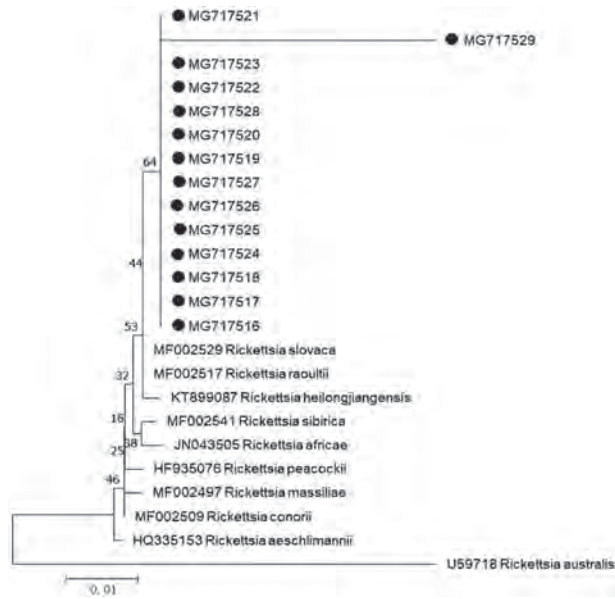 MG717521
MG717529
MG717523
MG717522
MG717528
MG717520
MG717519
64
MG717527
MG717526
MG717525
MG717524
44
MG717518
MG717517
MG717516
53
MF002529 Rickettsia slovaca
MF002517 Rickettsia raoultii
32
KT899087 Rickettsia heilongjiangensis
16
MF002541 Rickettsia sibirica
38
JN043505 Rickettsia africae
25
HF935076 Rickettsia peacockii
46
MF002497 Rickettsia massiliae
MF002509 Rickettsia conorii
HQ335153 Rickettsia aeschlimannii
U59718 Rickettsia australis
0.01